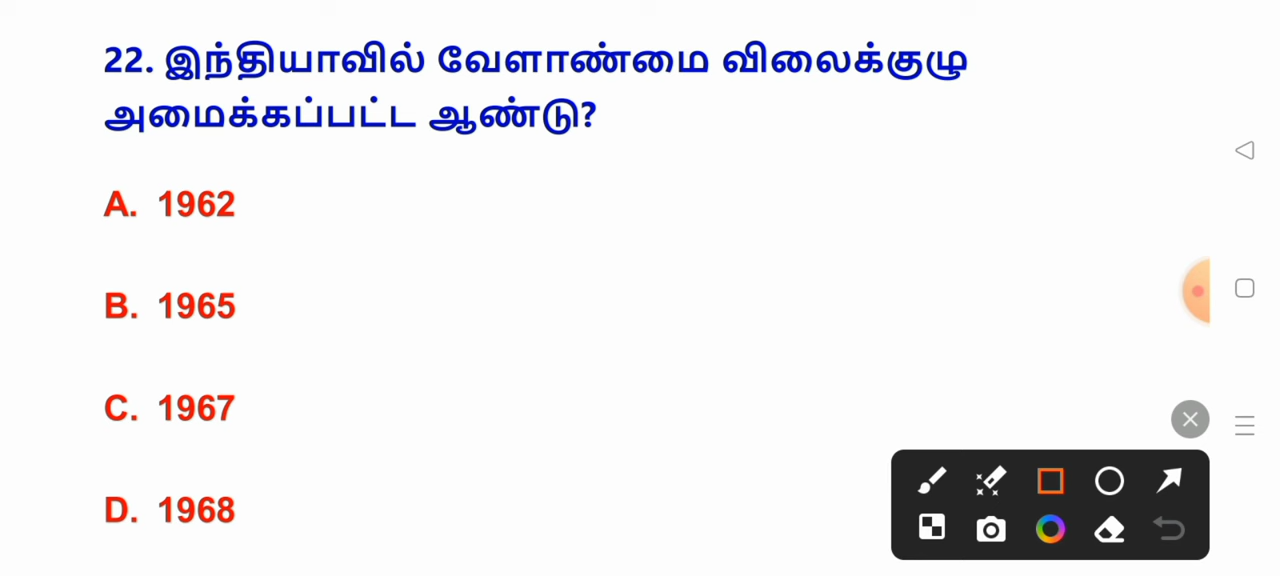 22. இந்தியாவில் வேளாண்மை விலைக்குழு
அமைக்கப்பட்ட ஆண்டு?
A. 1962
B. 1965
C. 1967
D. 1968